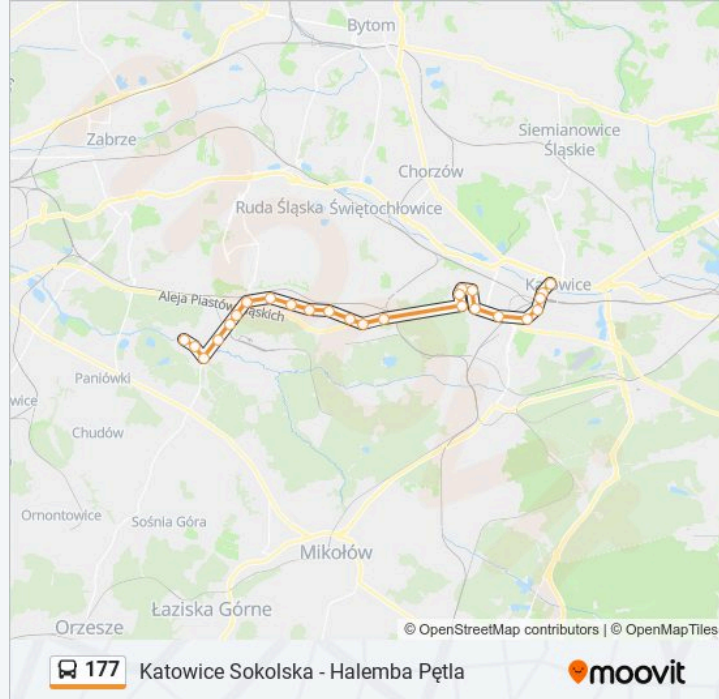 Bytom
Zabrze
Siemianowice
Śląskie
Chorzów
Ruda Śląska
Świętochłowice
Katowice
Aleja Piastów Śląskich
Paniówki
Chudów
Ornontowice
Sośnia Góra
Mikołów
Łaziska Górne
Orzesze
© OpenStreetMap contributors | © OpenMapTiles
177 Katowice Sokolska - Halemba Pętla
moovit